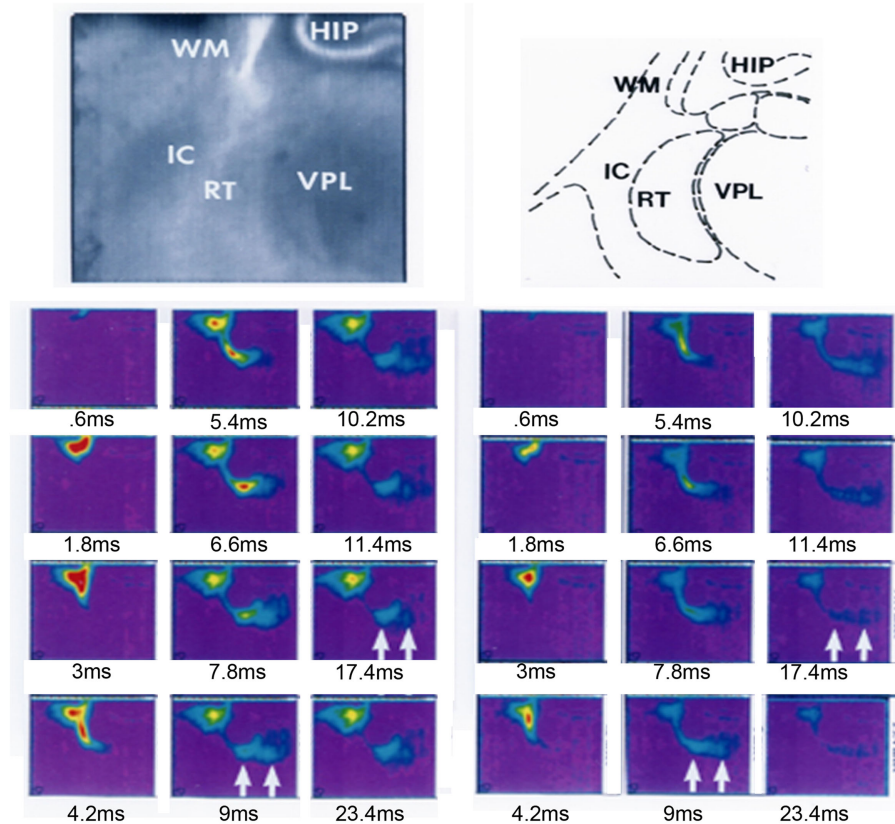 HIP
WM
IC
RT
VPL
HIP
WM
IC
RT
VPL
.6ms 5.4ms 10.2ms .6ms 5.4ms 10.2ms
1.8ms 6.6ms 11.4ms 1.8ms 6.6ms 11.4ms
3ms 7.8ms 17.4ms 3ms 7.8ms 17.4ms
4.2ms 9ms 23.4ms 4.2ms 9ms 23.4ms